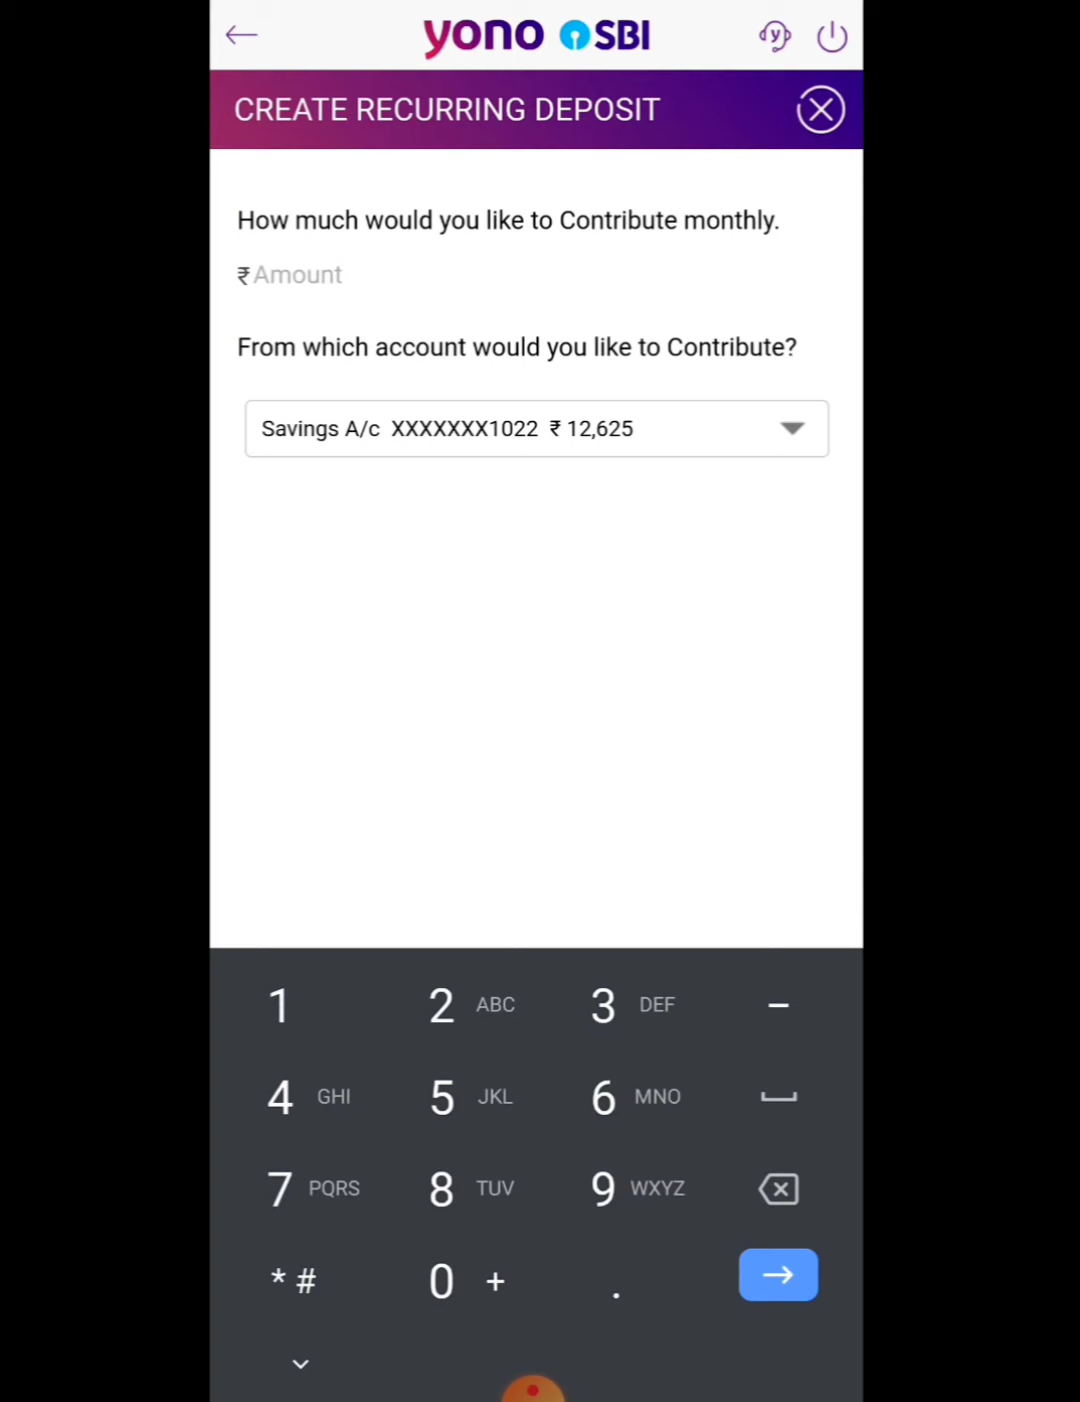 yono SBI
CREATE RECURRING DEPOSIT
How much would you like to Contribute monthly.
₹ Amount
From which account would you like to Contribute?
Savings A/c XXXXXXX1022 ₹ 12,625
1 2 ABC 3 DEF –
4 GHI 5 JKL 6 MNO
7 PQRS 8 TUV 9 WXYZ
* # 0 + .